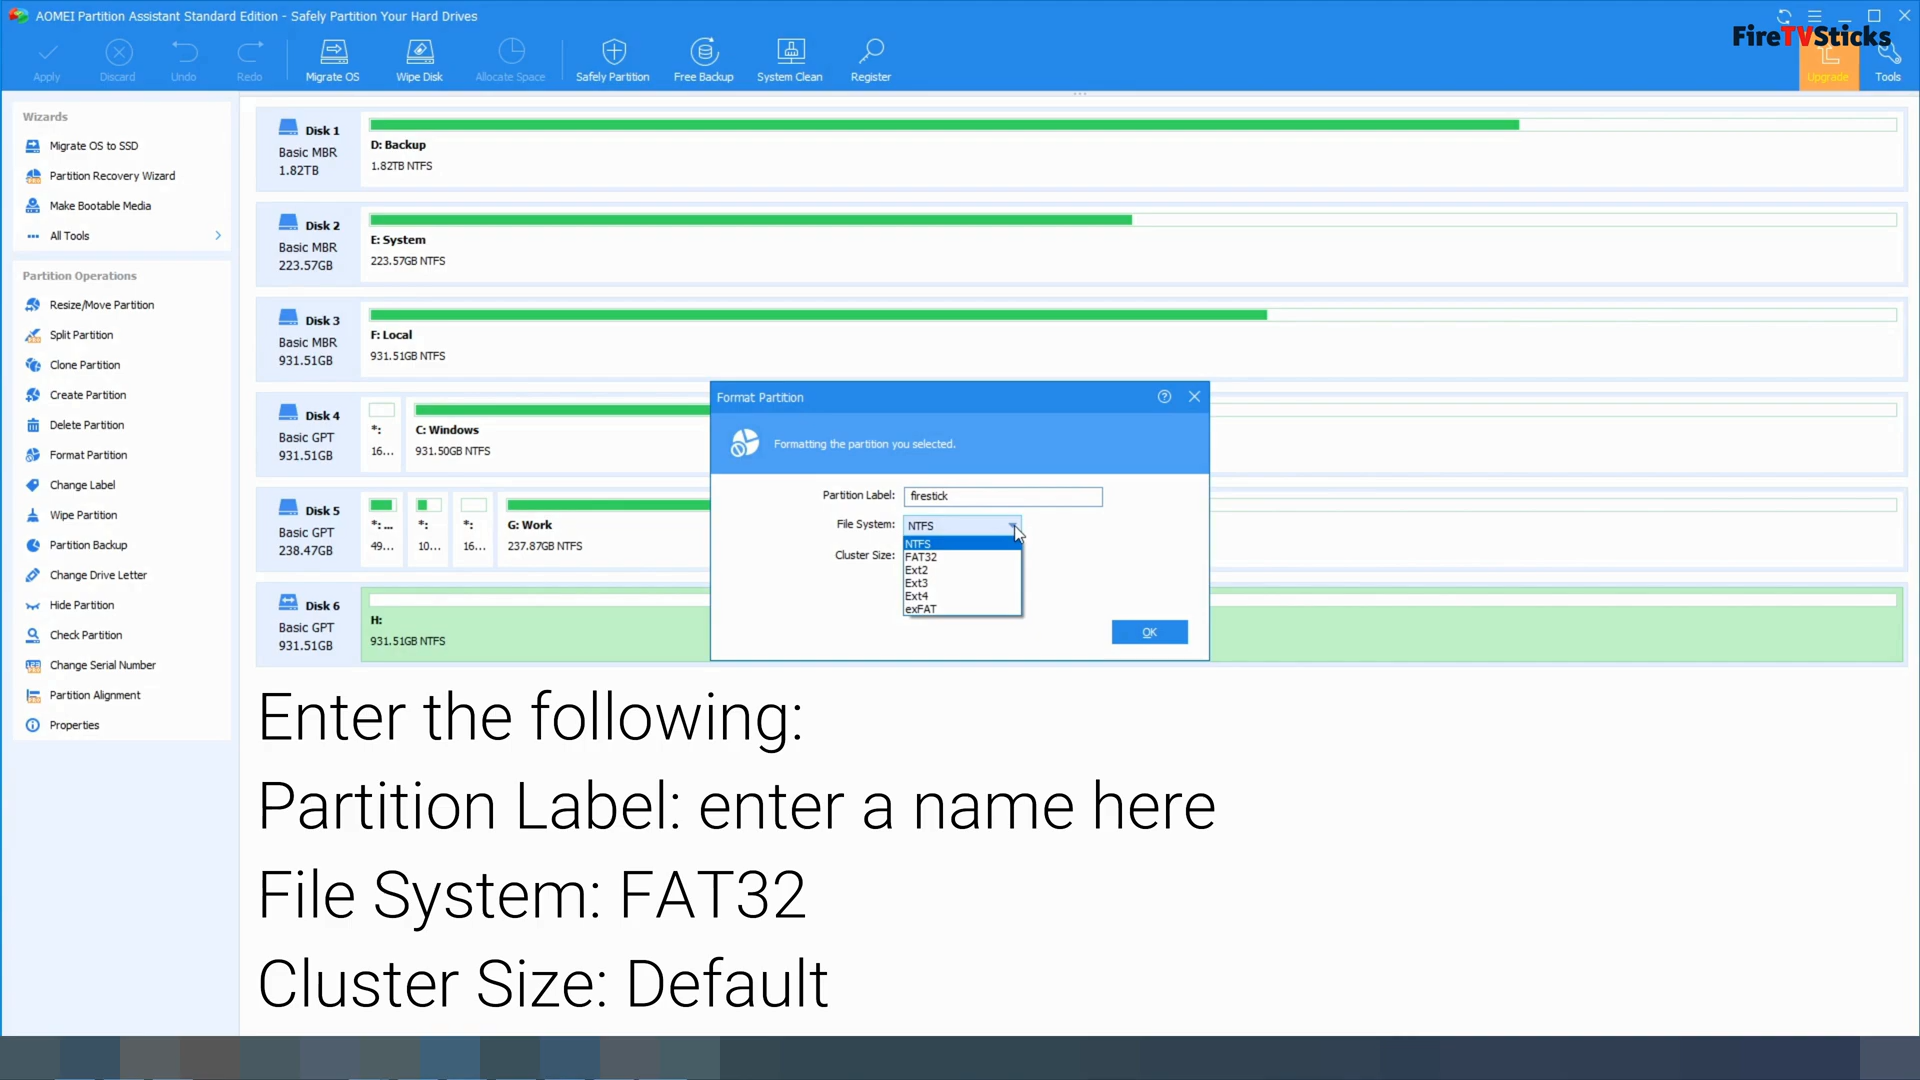 AOMEI Partition Assistant Standard Edition - Safely Partition Your Hard Drives
FireTVSticks
Apply
Discard
Undo
Redo
Migrate OS
Wipe Disk
Allocate Space
Safely Partition
Free Backup
System Clean
Register
Upgrade
Tools
Wizards
Migrate OS to SSD
Partition Recovery Wizard
Make Bootable Media
All Tools
Partition Operations
Resize/Move Partition
Split Partition
Clone Partition
Create Partition
Delete Partition
Format Partition
Change Label
Wipe Partition
Partition Backup
Change Drive Letter
Hide Partition
Check Partition
Change Serial Number
Partition Alignment
Properties
Disk 1
Basic MBR
1.82TB
D: Backup
1.82TB NTFS
Disk 2
Basic MBR
223.57GB
E: System
223.57GB NTFS
Disk 3
Basic MBR
931.51GB
F: Local
931.51GB NTFS
Disk 4
Basic GPT
931.51GB
*:
16...
C: Windows
931.50GB NTFS
Disk 5
Basic GPT
238.47GB
*: ...
49...
*:
10...
*:
16...
G: Work
237.87GB NTFS
Disk 6
Basic GPT
931.51GB
H:
931.51GB NTFS
Format Partition
Formatting the partition you selected.
Partition Label: firestick
File System: NTFS
NTFS
FAT32
Ext2
Ext3
Ext4
exFAT
Cluster Size:
OK
Enter the following:
Partition Label: enter a name here
File System: FAT32
Cluster Size: Default